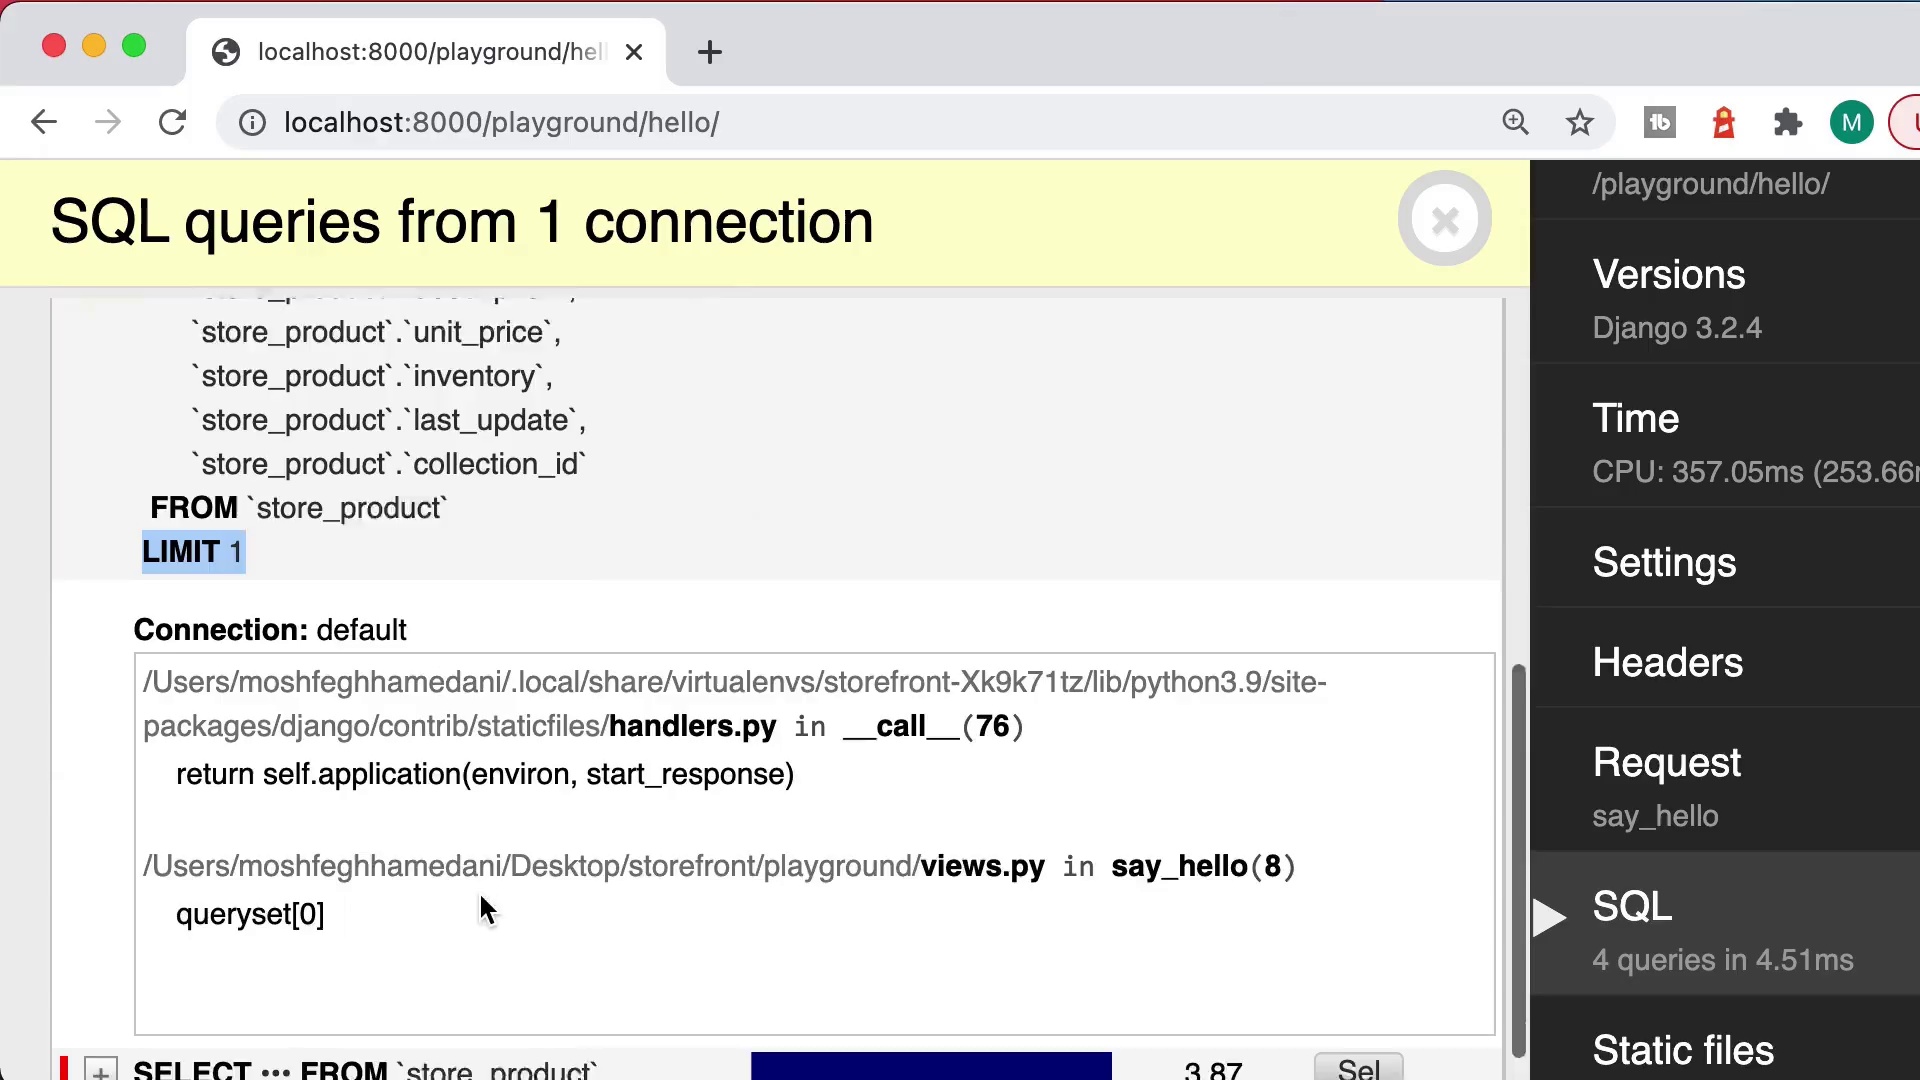 localhost:8000/playground/hel
localhost:8000/playground/hello/
M
SQL queries from 1 connection
`store_product`.`unit_price`,
`store_product`.`inventory`,
`store_product`.`last_update`,
`store_product`.`collection_id`
FROM `store_product`
LIMIT 1
Connection: default
/Users/moshfeghhamedani/.local/share/virtualenvs/storefront-Xk9k71tz/lib/python3.9/site-
packages/django/contrib/staticfiles/handlers.py in __call__(76)
return self.application(environ, start_response)
/Users/moshfeghhamedani/Desktop/storefront/playground/views.py in say_hello(8)
queryset[0]
+ SELECT ••• FROM `store_product` 3.87 Sel
/playground/hello/
Versions
Django 3.2.4
Time
CPU: 357.05ms (253.66
Settings
Headers
Request
say_hello
SQL
4 queries in 4.51ms
Static files